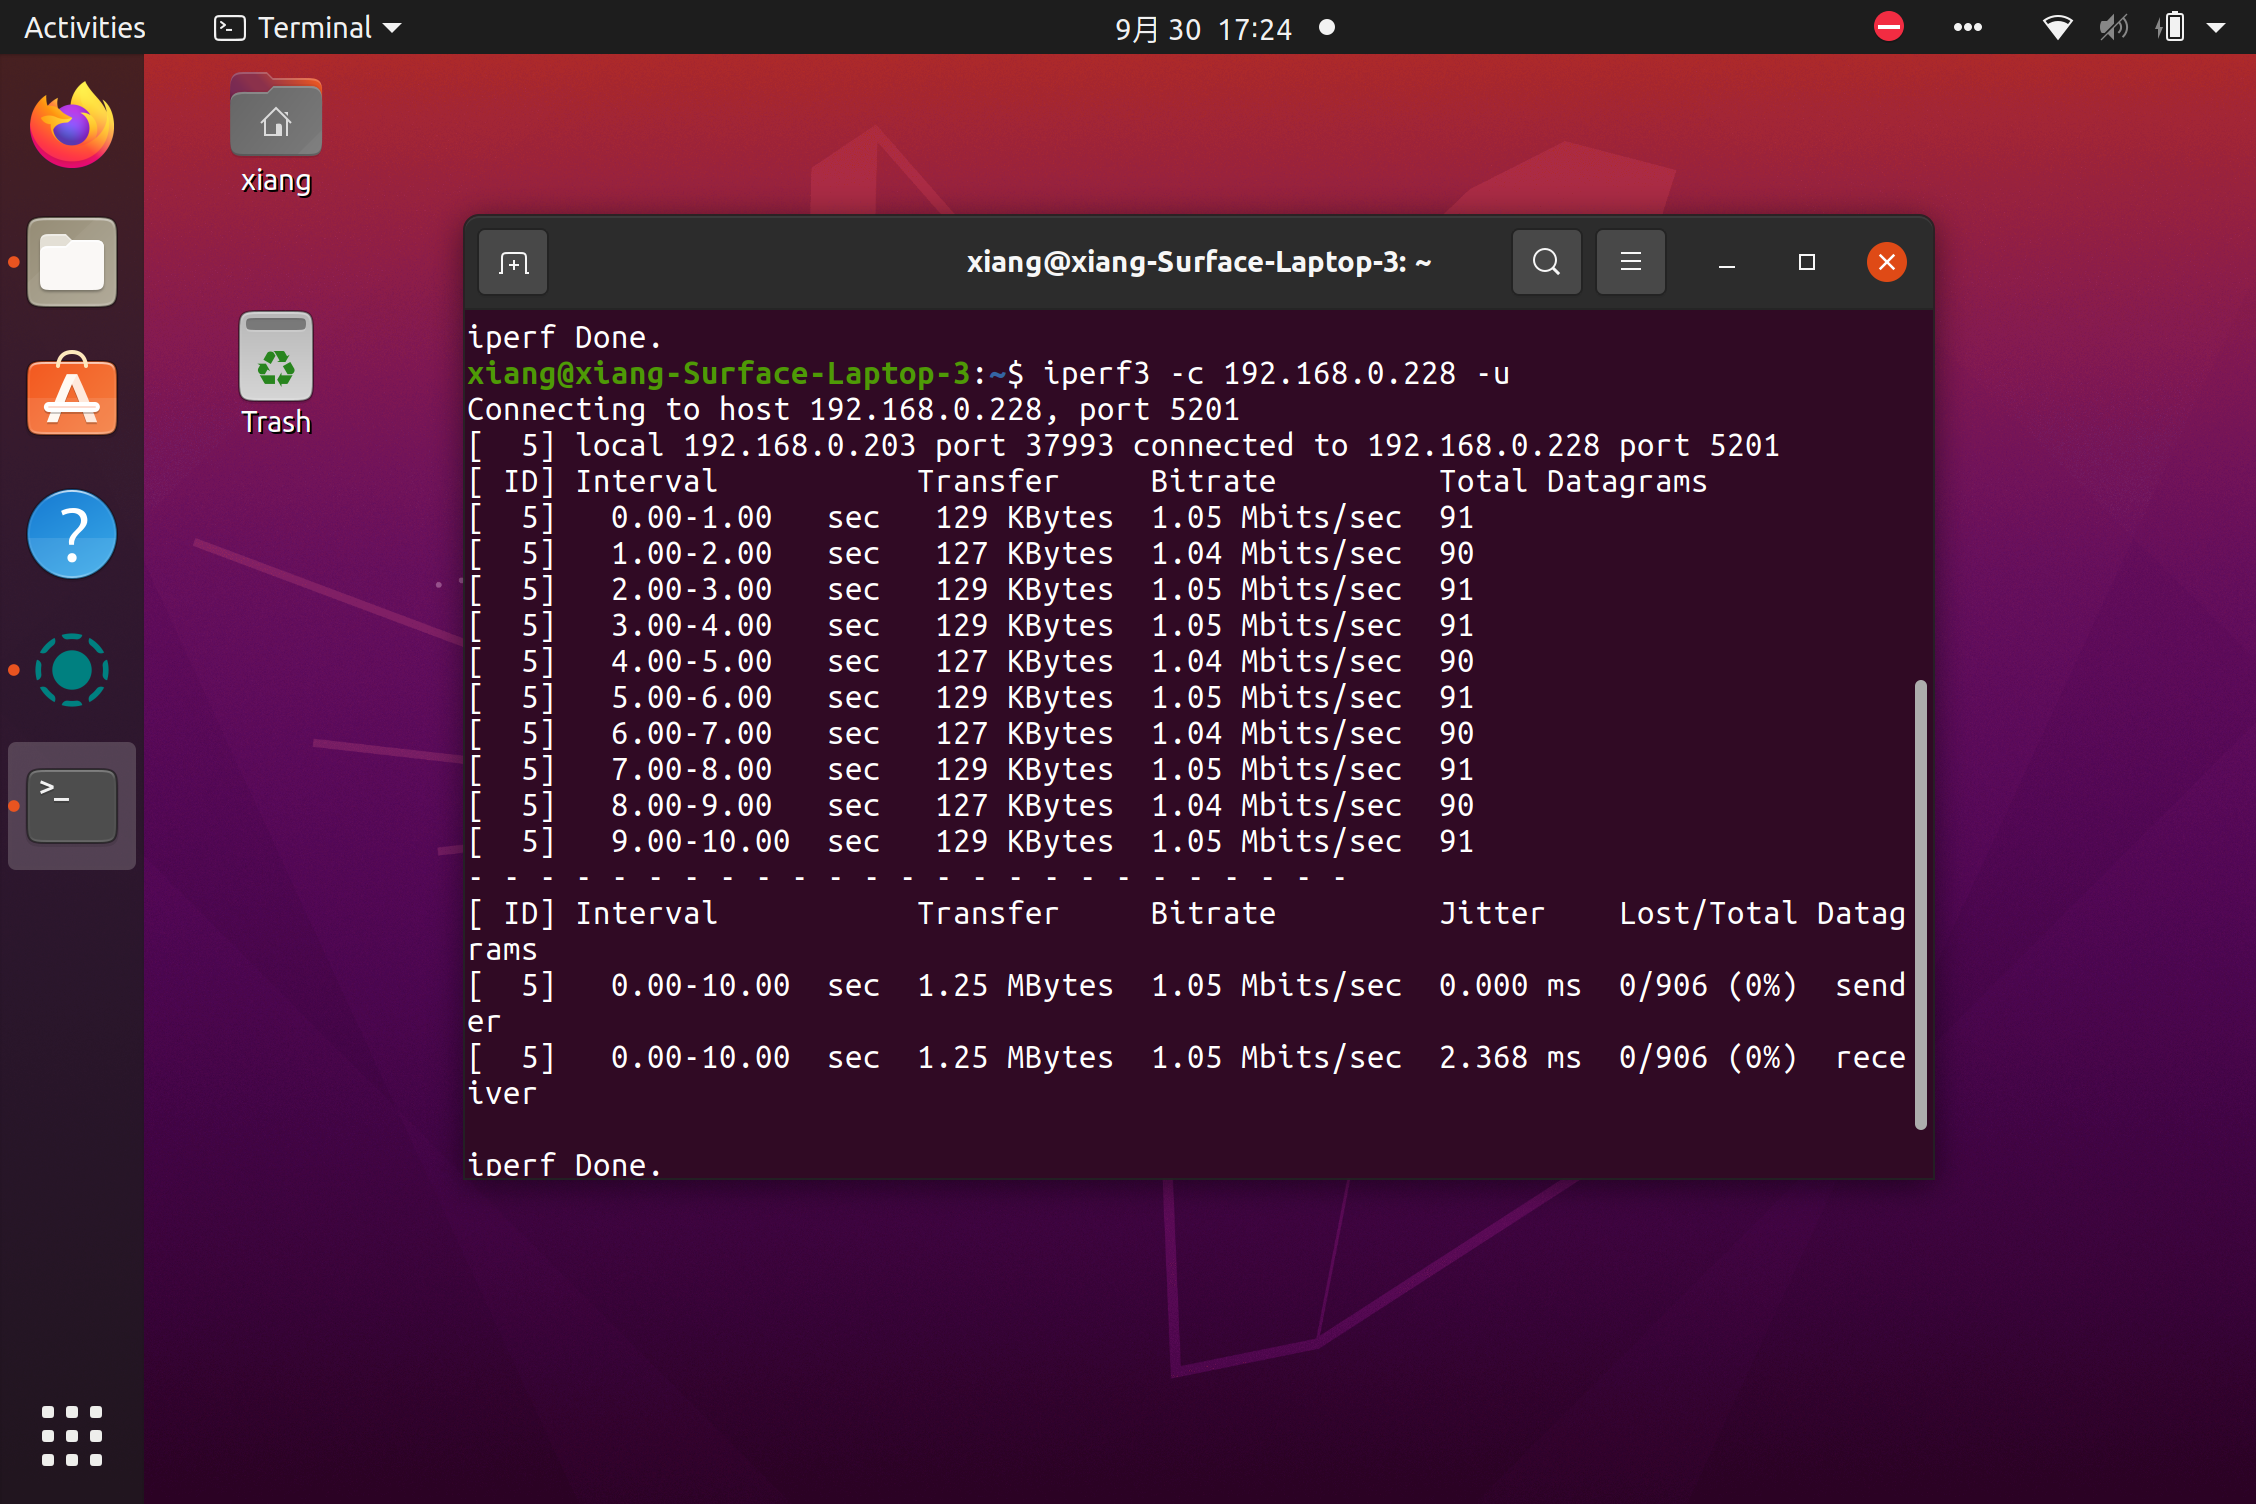 Activities
Terminal
9月 30 17:24
xiang
Trash
xiang@xiang-Surface-Laptop-3: ~
iperf Done.
xiang@xiang-Surface-Laptop-3:~$ iperf3 -c 192.168.0.228 -u
Connecting to host 192.168.0.228, port 5201
[  5] local 192.168.0.203 port 37993 connected to 192.168.0.228 port 5201
[ ID] Interval           Transfer     Bitrate         Total Datagrams
[  5]   0.00-1.00   sec   129 KBytes  1.05 Mbits/sec  91
[  5]   1.00-2.00   sec   127 KBytes  1.04 Mbits/sec  90
[  5]   2.00-3.00   sec   129 KBytes  1.05 Mbits/sec  91
[  5]   3.00-4.00   sec   129 KBytes  1.05 Mbits/sec  91
[  5]   4.00-5.00   sec   127 KBytes  1.04 Mbits/sec  90
[  5]   5.00-6.00   sec   129 KBytes  1.05 Mbits/sec  91
[  5]   6.00-7.00   sec   127 KBytes  1.04 Mbits/sec  90
[  5]   7.00-8.00   sec   129 KBytes  1.05 Mbits/sec  91
[  5]   8.00-9.00   sec   127 KBytes  1.04 Mbits/sec  90
[  5]   9.00-10.00  sec   129 KBytes  1.05 Mbits/sec  91
- - - - - - - - - - - - - - - - - - - - - - - - -
[ ID] Interval           Transfer     Bitrate         Jitter    Lost/Total Datag
rams
[  5]   0.00-10.00  sec  1.25 MBytes  1.05 Mbits/sec  0.000 ms  0/906 (0%)  send
er
[  5]   0.00-10.00  sec  1.25 MBytes  1.05 Mbits/sec  2.368 ms  0/906 (0%)  rece
iver
iperf Done.